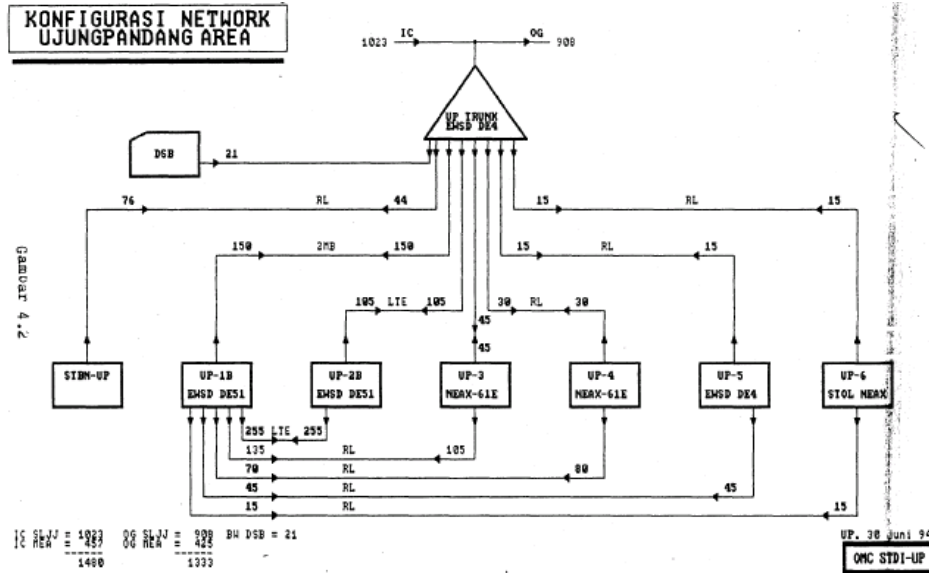 KONFIGURASI NETWORK
UJUNGPANDANG AREA
1023 IC OG 908
UP TRUNK
EWSD DE4
DSB 21
76 RL 44 15 RL 15
150 2MB 150 15 RL 15
105 LTE 105 30 RL 30
45
45
Gambar 4.2
STBM-UP
UP-1B
EWSD DE51
UP-2B
EWSD DE51
UP-3
NEAX-61E
UP-4
NEAX-61E
UP-5
EWSD DE4
UP-6
STOL NEAX
255 LTE 255
135 RL 105
70 RL 80
45 RL 45
15 RL 15
IC SLJJ = 1023 OG SLJJ = 908 BW DSB = 21
IC MEA = 457 OG MEA = 425
1480 1333
UP. 30 Juni 94
OMC STDI-UP